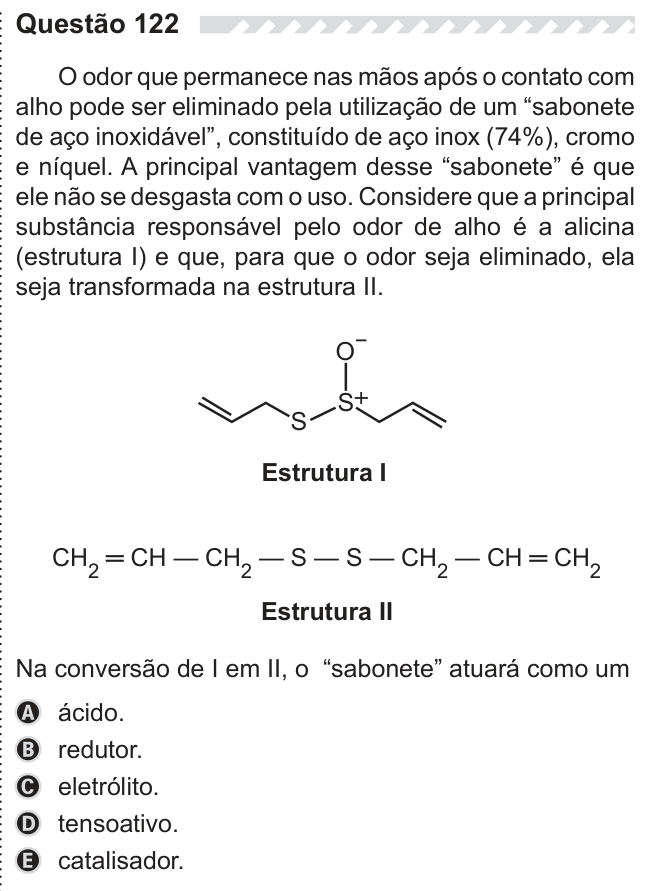 Questão 122
O odor que permanece nas mãos após o contato com
alho pode ser eliminado pela utilização de um “sabonete
de aço inoxidável”, constituído de aço inox (74%), cromo
e níquel. A principal vantagem desse “sabonete” é que
ele não se desgasta com o uso. Considere que a principal
substância responsável pelo odor de alho é a alicina
(estrutura I) e que, para que o odor seja eliminado, ela
seja transformada na estrutura II.
O⁻
S⁺
S
Estrutura I
CH₂ = CH — CH₂ — S — S — CH₂ — CH = CH₂
Estrutura II
Na conversão de I em II, o “sabonete” atuará como um
A ácido.
B redutor.
C eletrólito.
D tensoativo.
E catalisador.